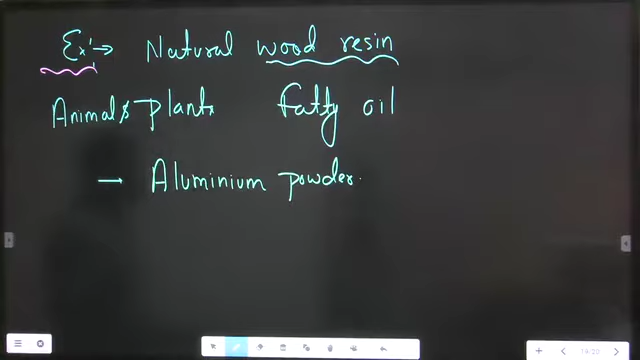 Ex:→ Natural wood resin
Animals & plants Fatty oil
→ Aluminium powder.